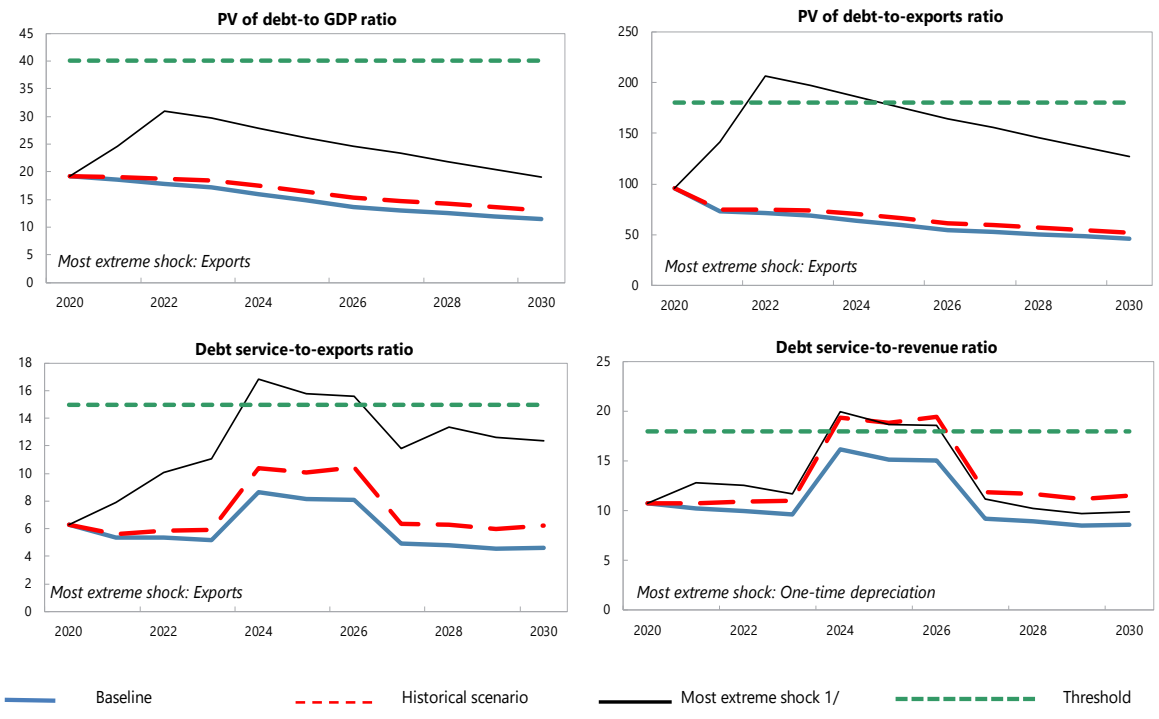 PV of debt-to GDP ratio
45
40
35
30
25
20
15
10
5
0
Most extreme shock: Exports
2020 2022 2024 2026 2028 2030
PV of debt-to-exports ratio
250
200
150
100
50
0
Most extreme shock: Exports
2020 2022 2024 2026 2028 2030
Debt service-to-exports ratio
18
16
14
12
10
8
6
4
2
0
Most extreme shock: Exports
2020 2022 2024 2026 2028 2030
Debt service-to-revenue ratio
25
20
15
10
5
0
Most extreme shock: One-time depreciation
2020 2022 2024 2026 2028 2030
Baseline Historical scenario Most extreme shock 1/ Threshold